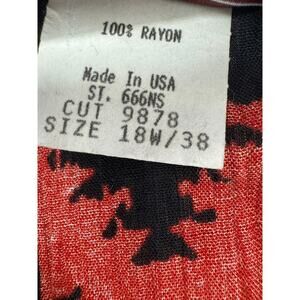 100% RAYON
Made In USA
ST. 666NS
CUT 9878
SIZE 18W/38